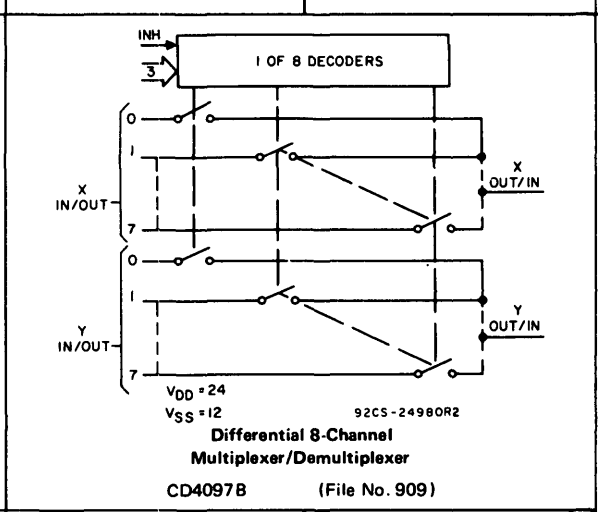 INH
3
1 OF 8 DECODERS
0
1
X
IN/OUT
X
OUT/IN
7
0
1
Y
IN/OUT
Y
OUT/IN
7
VDD = 24
VSS = 12
92CS-24980R2
Differential 8-Channel
Multiplexer/Demultiplexer
CD4097B (File No. 909)